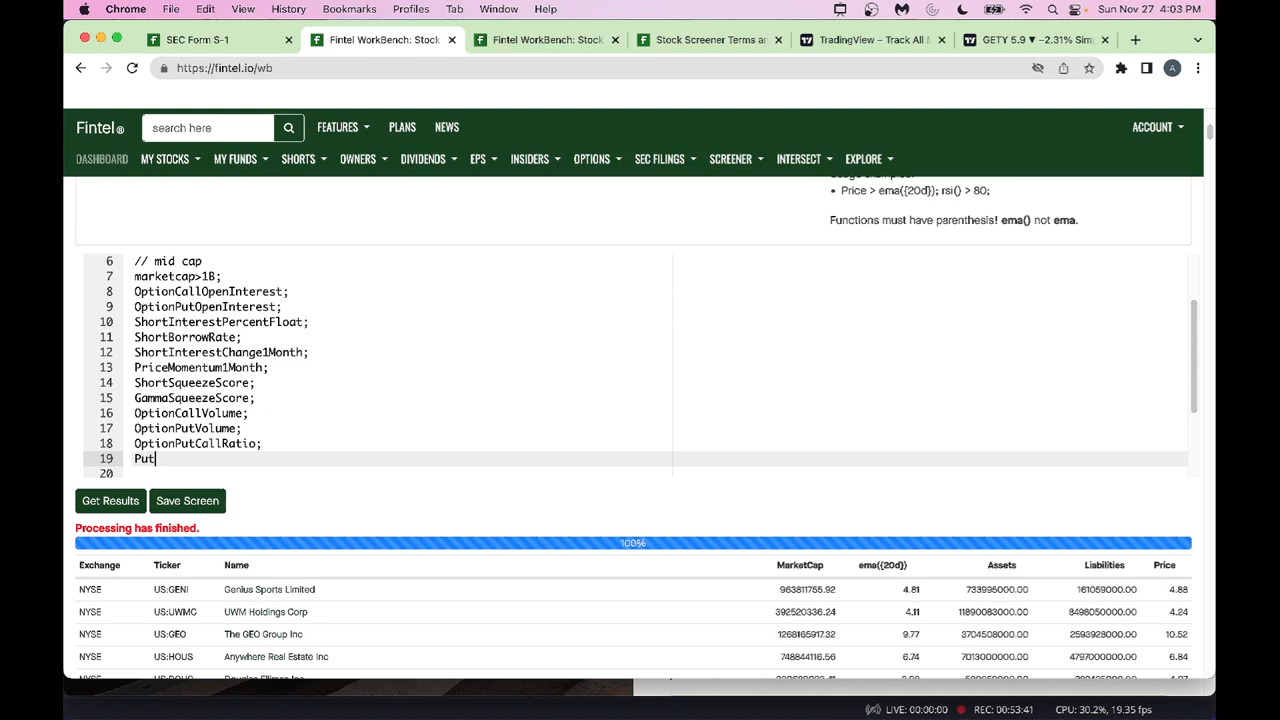 Chrome File Edit View History Bookmarks Profiles Tab Window Help Sun Nov 27 4:03 PM
SEC Form S-1 Fintel WorkBench: Stock Fintel WorkBench: Stock Stock Screener Terms a TradingView – Track All M GETY 5.9 ▼ −2.31% Sim
https://fintel.io/wb A
Fintel® search here FEATURES PLANS NEWS ACCOUNT
DASHBOARD MY STOCKS MY FUNDS SHORTS OWNERS DIVIDENDS EPS INSIDERS OPTIONS SEC FILINGS SCREENER INTERSECT EXPLORE
• Price > ema({20d}); rsi() > 80;
Functions must have parenthesis! ema() not ema.
6 // mid cap
7 marketcap>1B;
8 OptionCallOpenInterest;
9 OptionPutOpenInterest;
10 ShortInterestPercentFloat;
11 ShortBorrowRate;
12 ShortInterestChange1Month;
13 PriceMomentum1Month;
14 ShortSqueezeScore;
15 GammaSqueezeScore;
16 OptionCallVolume;
17 OptionPutVolume;
18 OptionPutCallRatio;
19 Put
20
Get Results Save Screen
Processing has finished.
100%
Exchange Ticker Name MarketCap ema({20d}) Assets Liabilities Price
NYSE US:GENI Genius Sports Limited 963811755.92 4.81 733995000.00 161059000.00 4.88
NYSE US:UWMC UWM Holdings Corp 392520336.24 4.11 11890083000.00 8498050000.00 4.24
NYSE US:GEO The GEO Group Inc 1268165917.32 9.77 3704508000.00 2593928000.00 10.52
NYSE US:HOUS Anywhere Real Estate Inc 748844116.56 6.74 7013000000.00 4797000000.00 6.84
LIVE: 00:00:00 REC: 00:53:41 CPU: 30.2%, 19.35 fps